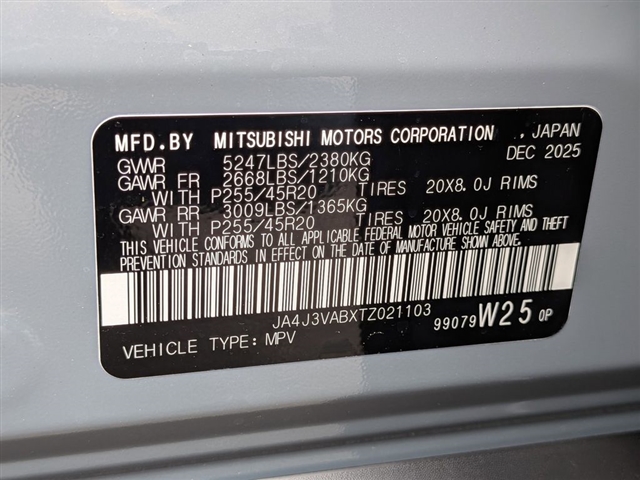 MFD.BY MITSUBISHI MOTORS CORPORATION , JAPAN
GVWR 5247LBS/2380KG DEC 2025
GAWR FR 2668LBS/1210KG
WITH P255/45R20 TIRES 20X8.0J RIMS
GAWR RR 3009LBS/1365KG
WITH P255/45R20 TIRES 20X8.0J RIMS
THIS VEHICLE CONFORMS TO ALL APPLICABLE FEDERAL MOTOR VEHICLE SAFETY AND THEFT
PREVENTION STANDARDS IN EFFECT ON THE DATE OF MANUFACTURE SHOWN ABOVE.
JA4J3VABXTZ021103
VEHICLE TYPE: MPV 99079 W25 0P